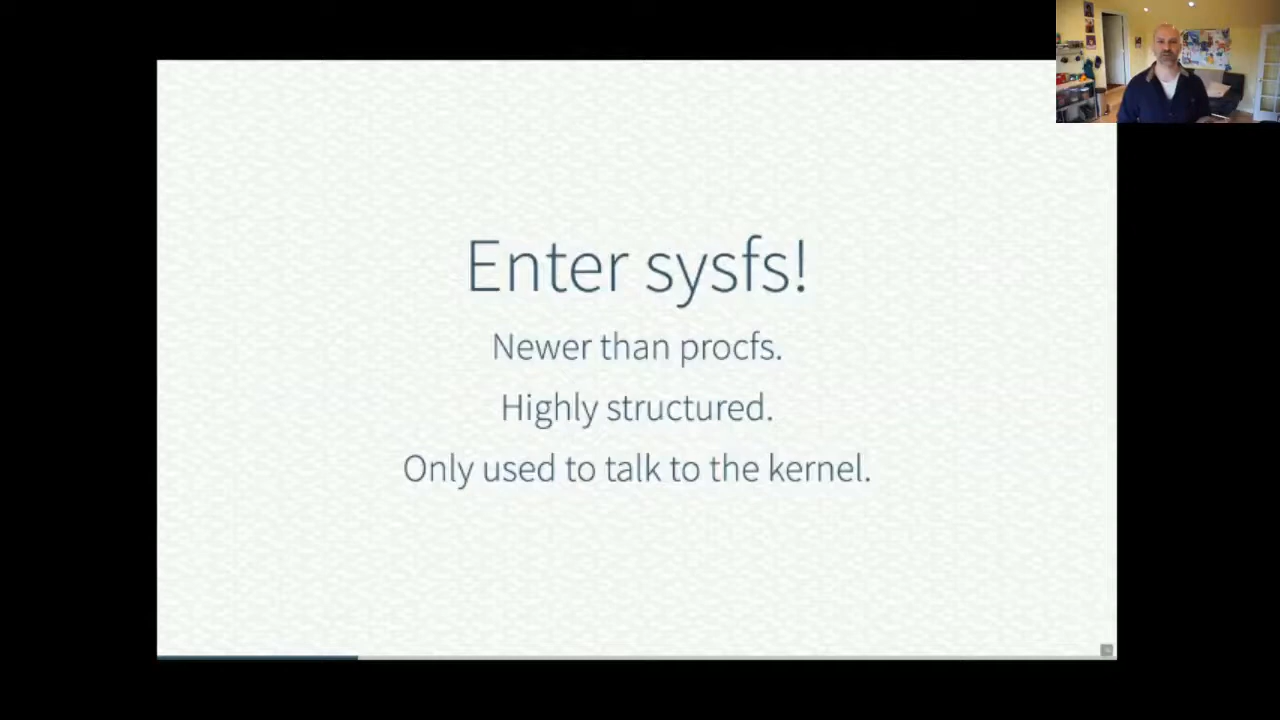 Enter sysfs!
Newer than procfs.
Highly structured.
Only used to talk to the kernel.